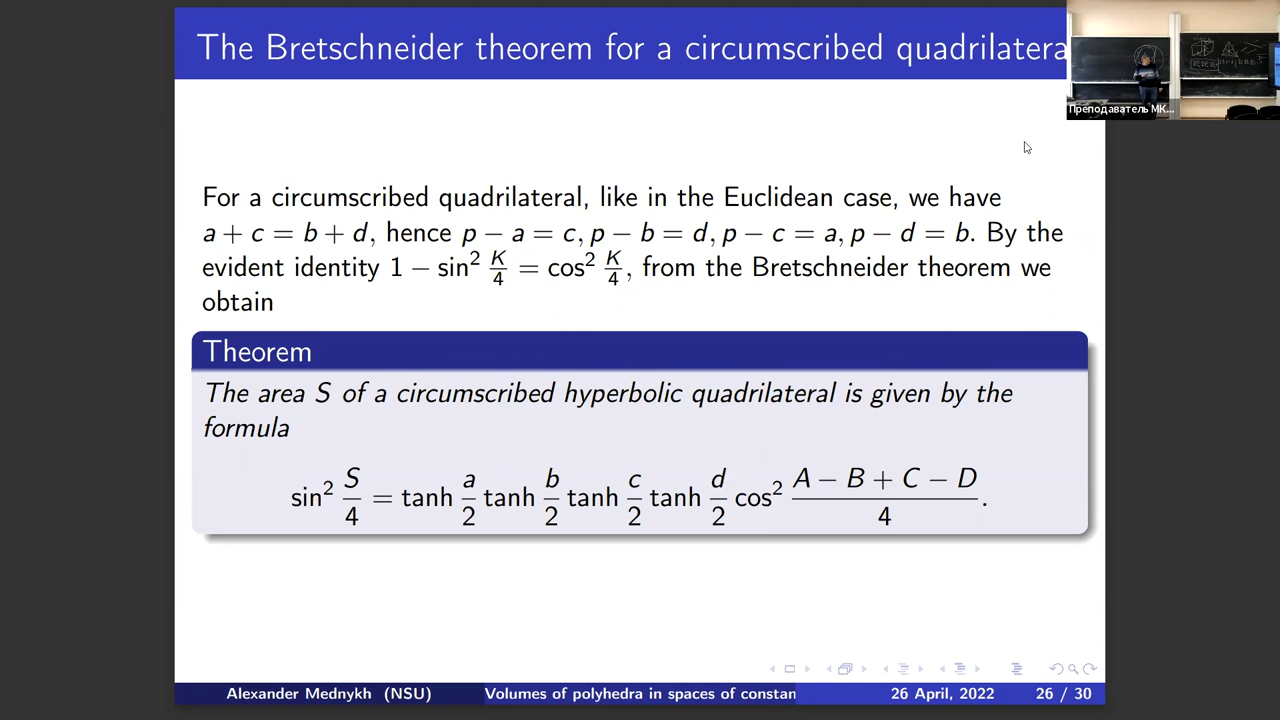 The Bretschneider theorem for a circumscribed quadrilatera
Преподаватель МК...
For a circumscribed quadrilateral, like in the Euclidean case, we have
a + c = b + d, hence p − a = c, p − b = d, p − c = a, p − d = b. By the
evident identity 1 − sin² K/4 = cos² K/4, from the Bretschneider theorem we
obtain
Theorem
The area S of a circumscribed hyperbolic quadrilateral is given by the
formula
sin² S/4 = tanh a/2 tanh b/2 tanh c/2 tanh d/2 cos² (A − B + C − D)/4.
Alexander Mednykh (NSU) Volumes of polyhedra in spaces of constan 26 April, 2022 26 / 30